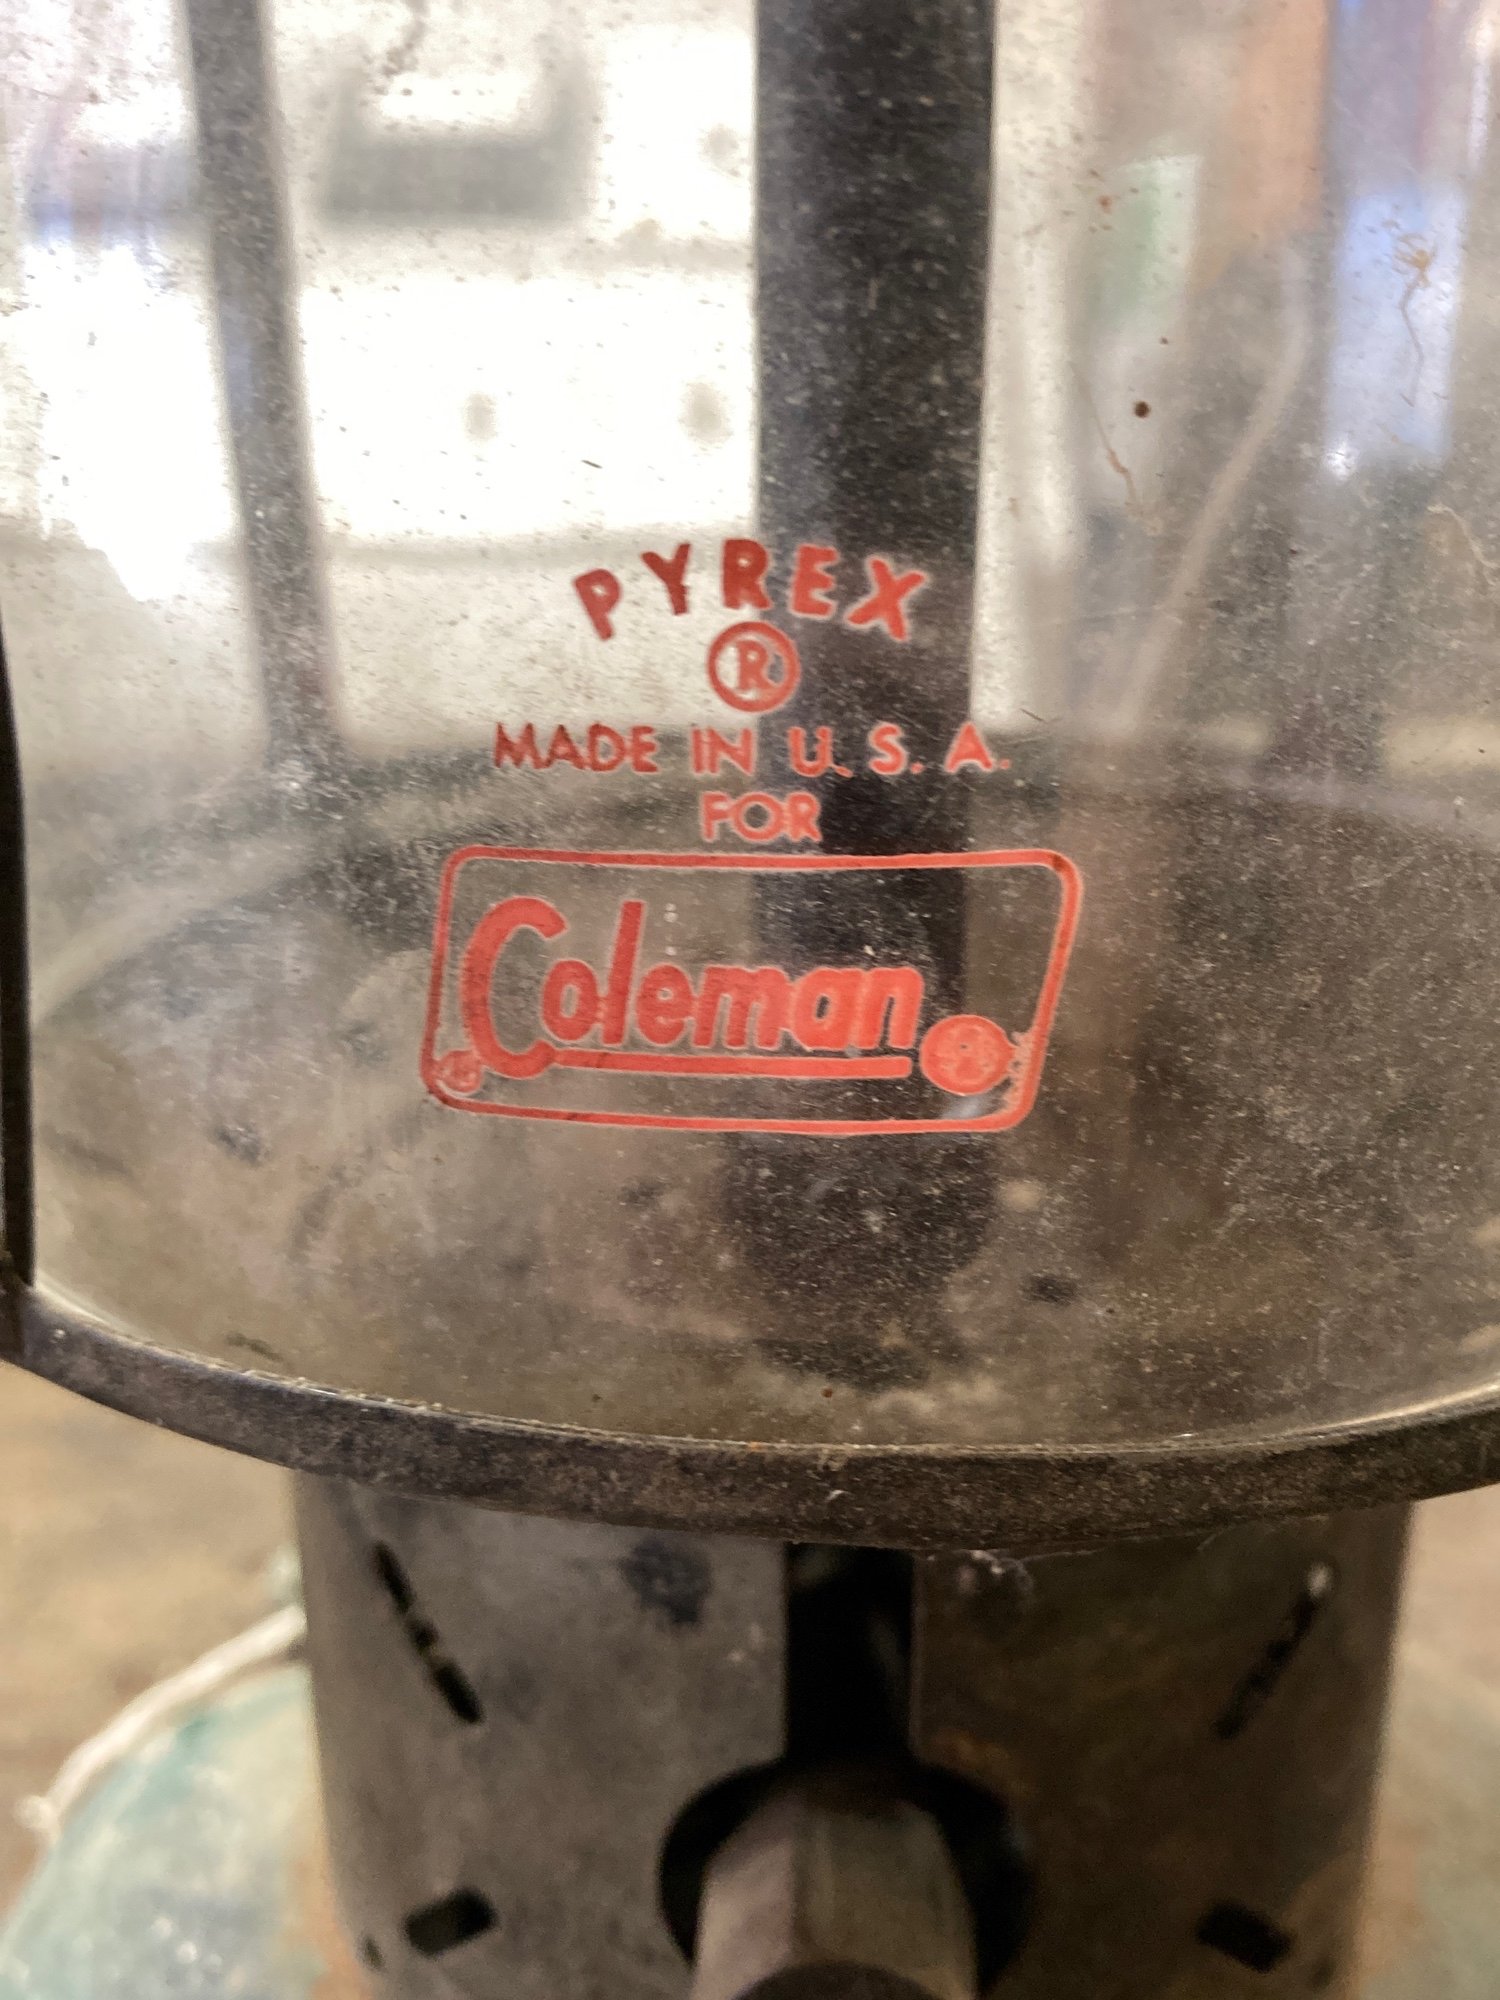 PYREX
®
MADE IN U.S.A.
FOR
Coleman